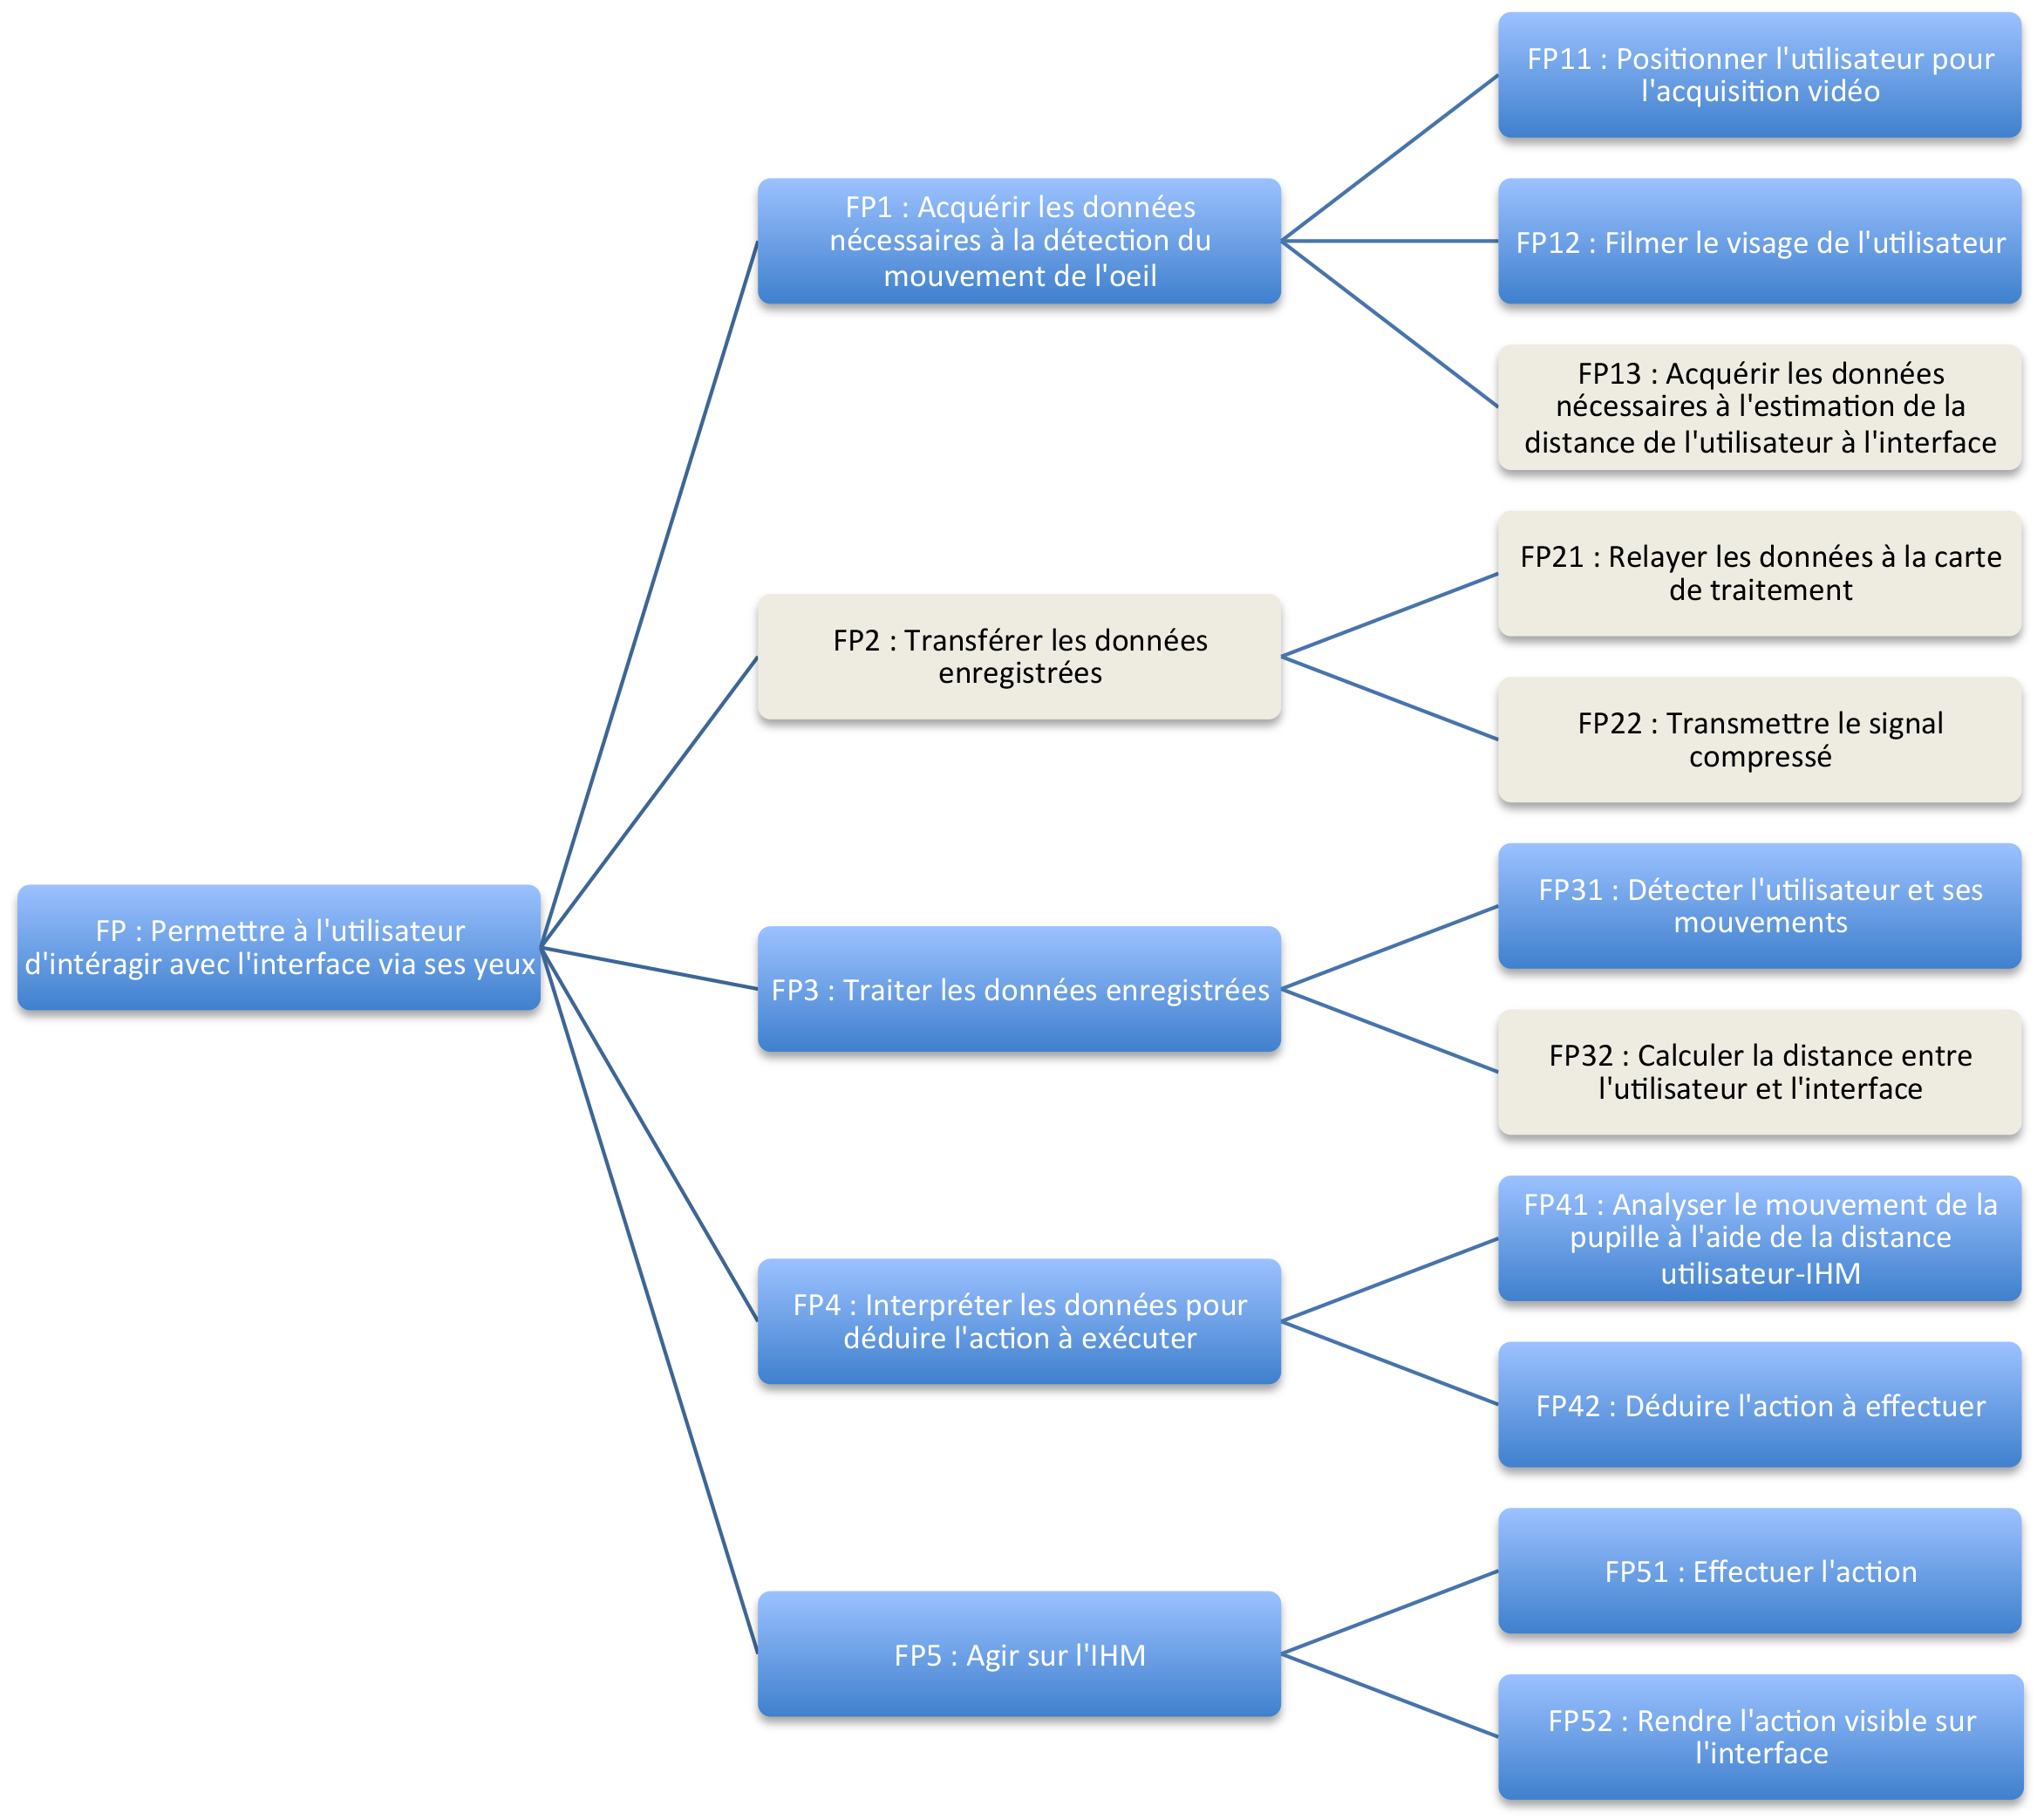 FP : Permettre à l'utilisateur
d'intéragir avec l'interface via ses yeux
FP1 : Acquérir les données
nécessaires à la détection du
mouvement de l'oeil
FP11 : Positionner l'utilisateur pour
l'acquisition vidéo
FP12 : Filmer le visage de l'utilisateur
FP13 : Acquérir les données
nécessaires à l'estimation de la
distance de l'utilisateur à l'interface
FP2 : Transférer les données
enregistrées
FP21 : Relayer les données à la carte
de traitement
FP22 : Transmettre le signal
compressé
FP3 : Traiter les données enregistrées
FP31 : Détecter l'utilisateur et ses
mouvements
FP32 : Calculer la distance entre
l'utilisateur et l'interface
FP4 : Interpréter les données pour
déduire l'action à exécuter
FP41 : Analyser le mouvement de la
pupille à l'aide de la distance
utilisateur-IHM
FP42 : Déduire l'action à effectuer
FP5 : Agir sur l'IHM
FP51 : Effectuer l'action
FP52 : Rendre l'action visible sur
l'interface